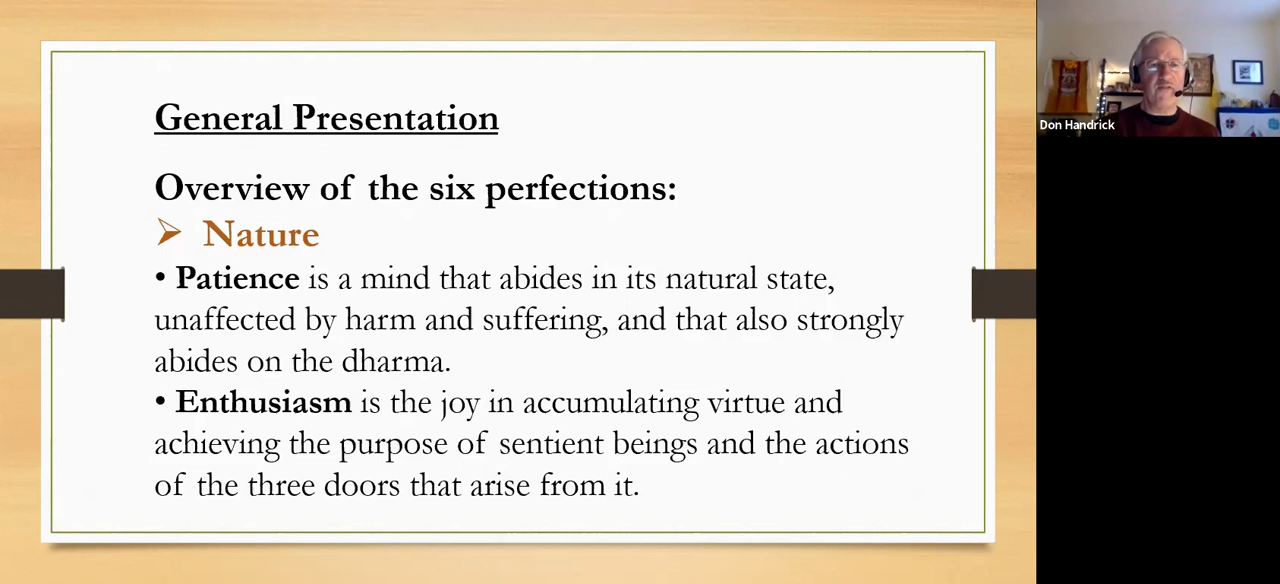 General Presentation
Overview of the six perfections:
➢ Nature
• Patience is a mind that abides in its natural state,
unaffected by harm and suffering, and that also strongly
abides on the dharma.
• Enthusiasm is the joy in accumulating virtue and
achieving the purpose of sentient beings and the actions
of the three doors that arise from it.
Don Handrick